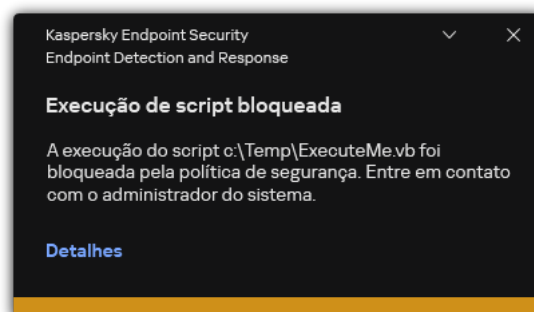 Kaspersky Endpoint Security
Endpoint Detection and Response
Execução de script bloqueada
A execução do script c:\Temp\ExecuteMe.vb foi
bloqueada pela política de segurança. Entre em contato
com o administrador do sistema.
Detalhes